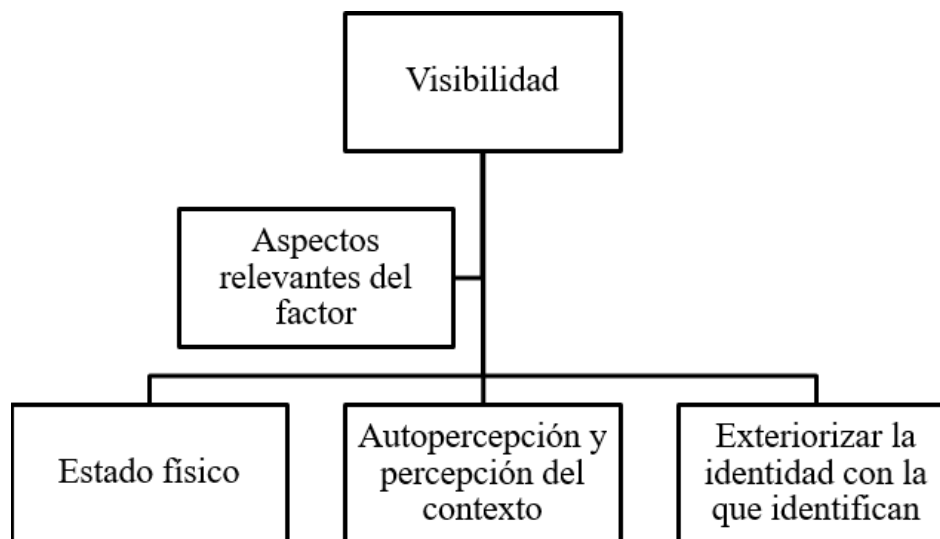 Visibilidad
Aspectos
relevantes del
factor
Estado físico
Autopercepción y
percepción del
contexto
Exteriorizar la
identidad con la
que identifican